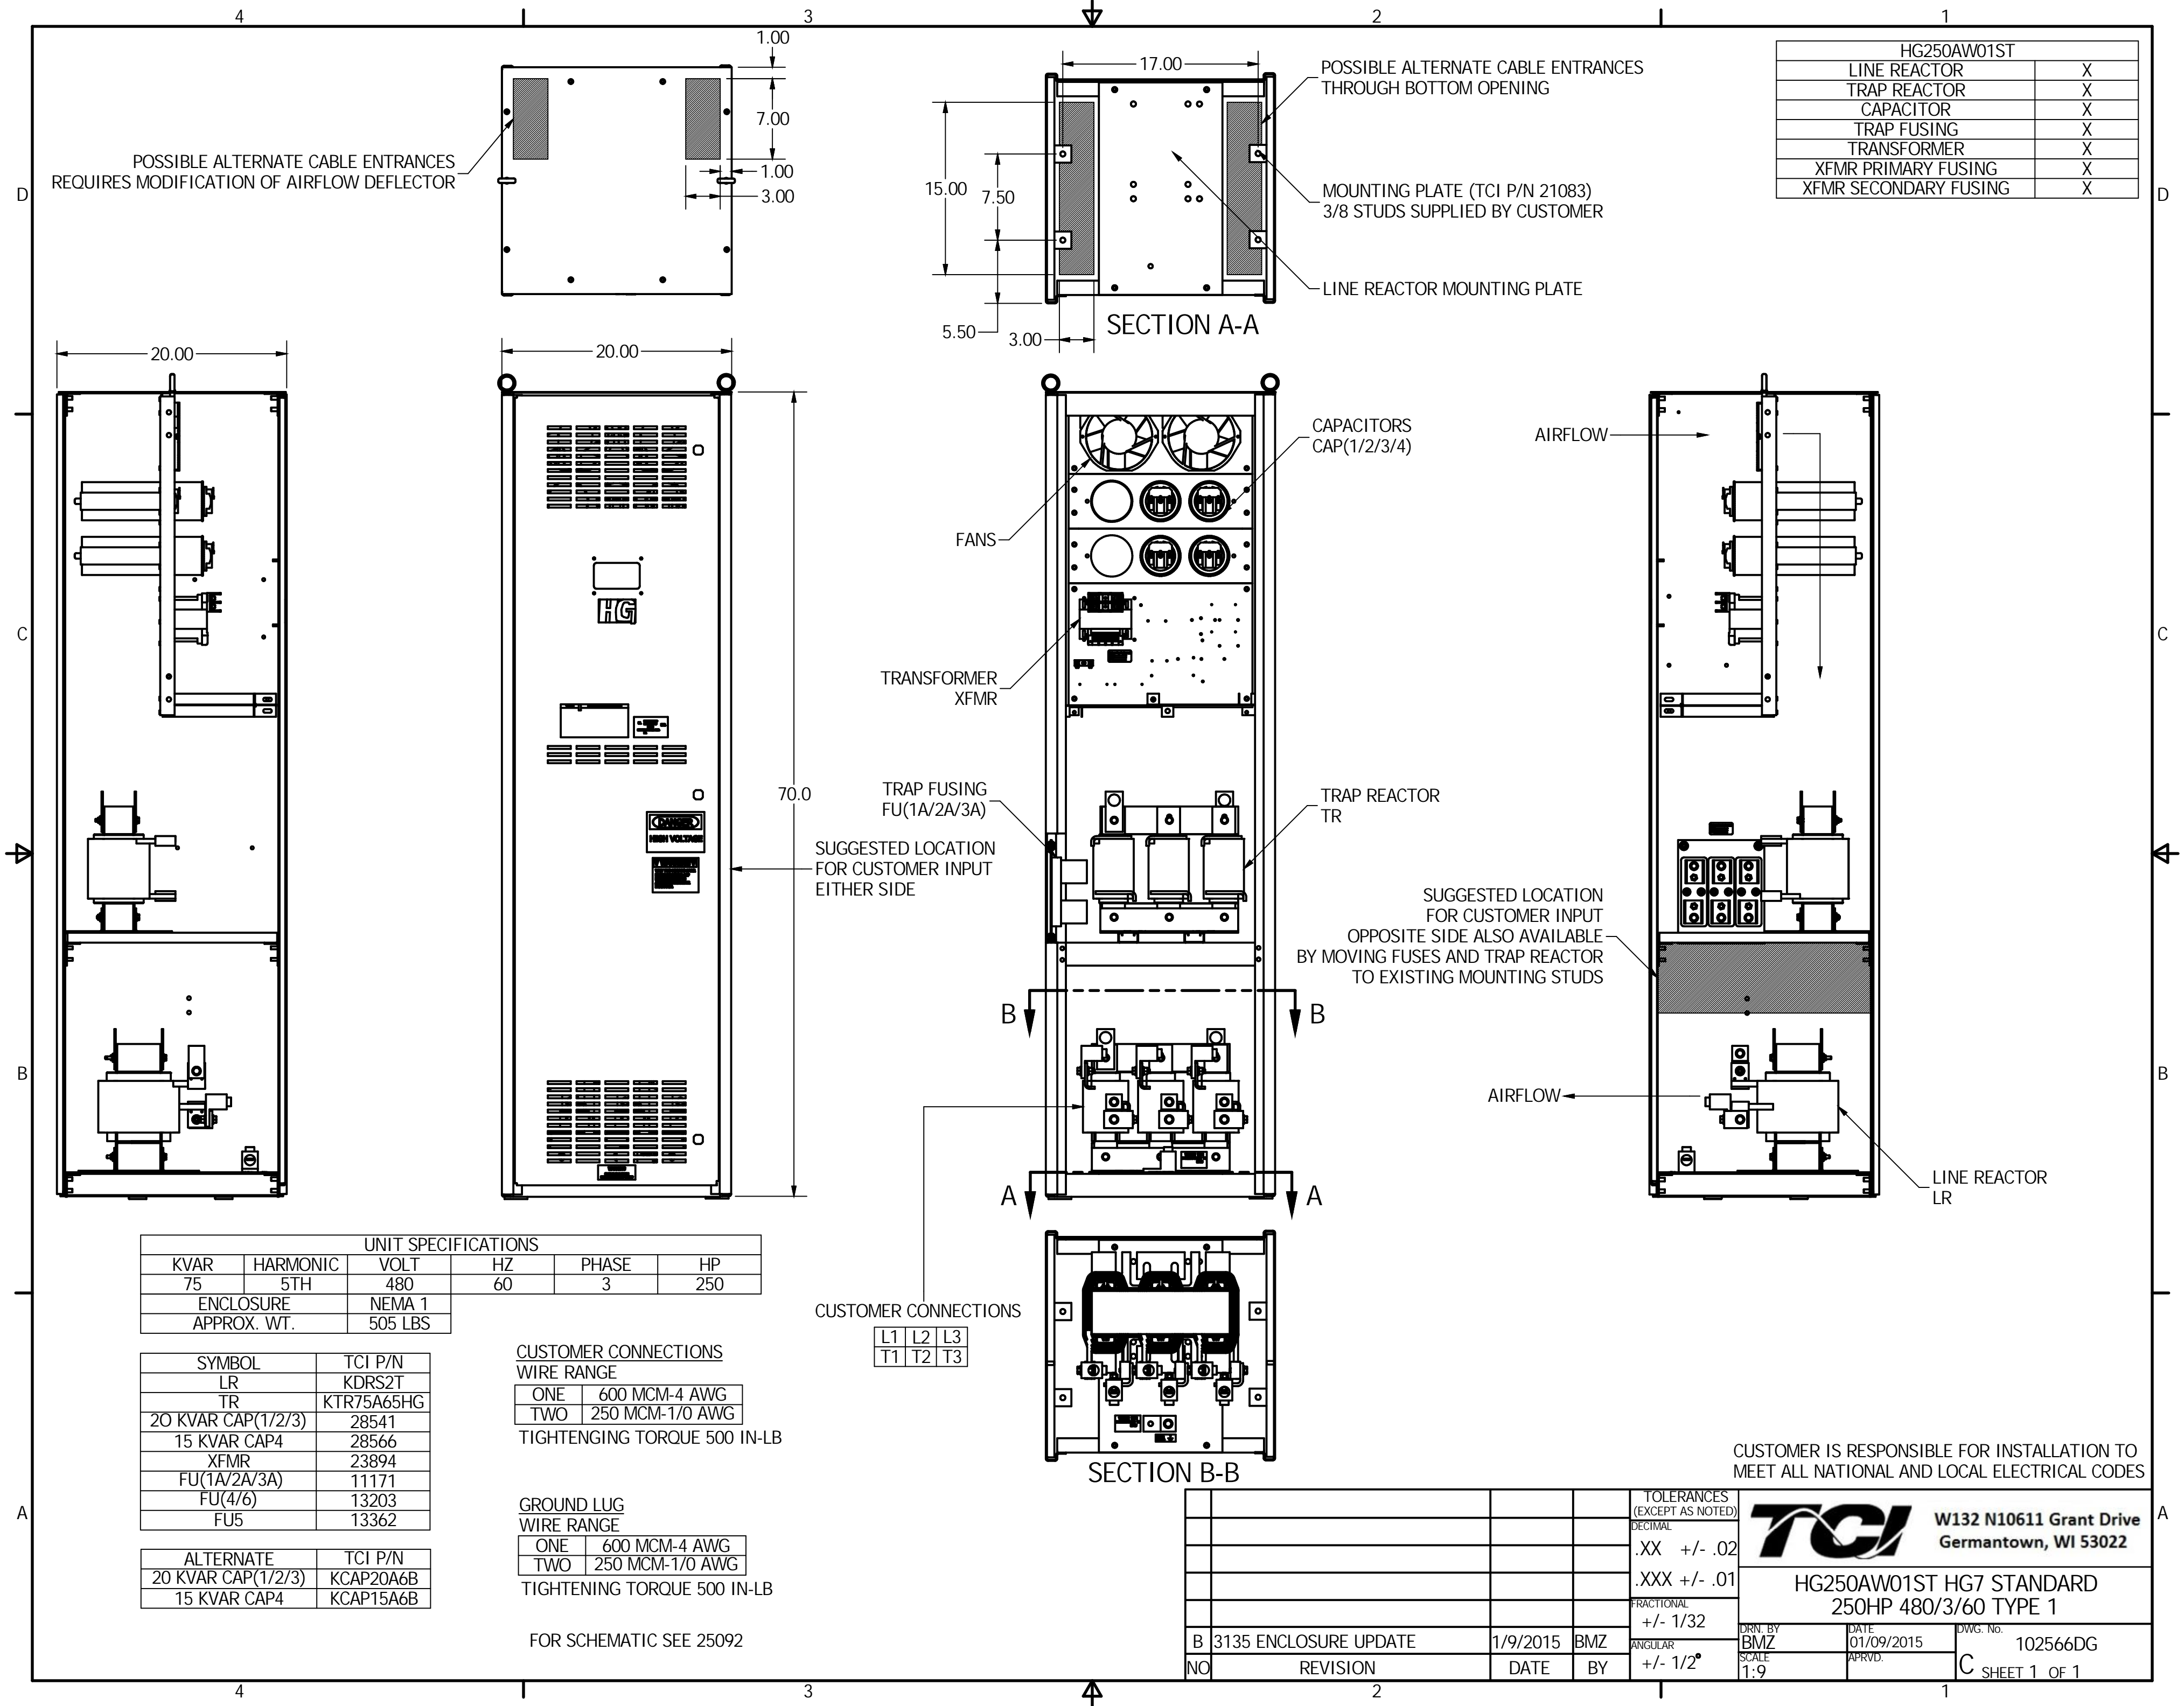 4
3
2
1
1.00
7.00
1.00
3.00
POSSIBLE ALTERNATE CABLE ENTRANCES
REQUIRES MODIFICATION OF AIRFLOW DEFLECTOR
17.00
15.00
7.50
5.50
3.00
POSSIBLE ALTERNATE CABLE ENTRANCES
THROUGH BOTTOM OPENING
MOUNTING PLATE (TCI P/N 21083)
3/8 STUDS SUPPLIED BY CUSTOMER
LINE REACTOR MOUNTING PLATE
SECTION A-A
HG250AW01ST
LINE REACTOR X
TRAP REACTOR X
CAPACITOR X
TRAP FUSING X
TRANSFORMER X
XFMR PRIMARY FUSING X
XFMR SECONDARY FUSING X
D
D
20.00
20.00
70.0
HG
DANGER
HIGH VOLTAGE
FANS
CAPACITORS
CAP(1/2/3/4)
TRANSFORMER
XFMR
TRAP FUSING
FU(1A/2A/3A)
TRAP REACTOR
TR
SUGGESTED LOCATION
FOR CUSTOMER INPUT
EITHER SIDE
AIRFLOW
SUGGESTED LOCATION
FOR CUSTOMER INPUT
OPPOSITE SIDE ALSO AVAILABLE
BY MOVING FUSES AND TRAP REACTOR
TO EXISTING MOUNTING STUDS
AIRFLOW
LINE REACTOR
LR
C
C
B
B
B B
A A
UNIT SPECIFICATIONS
KVAR HARMONIC VOLT HZ PHASE HP
75 5TH 480 60 3 250
ENCLOSURE NEMA 1
APPROX. WT. 505 LBS
SYMBOL TCI P/N
LR KDRS2T
TR KTR75A65HG
2O KVAR CAP(1/2/3) 28541
15 KVAR CAP4 28566
XFMR 23894
FU(1A/2A/3A) 11171
FU(4/6) 13203
FU5 13362
ALTERNATE TCI P/N
20 KVAR CAP(1/2/3) KCAP20A6B
15 KVAR CAP4 KCAP15A6B
CUSTOMER CONNECTIONS
WIRE RANGE
ONE 600 MCM-4 AWG
TWO 250 MCM-1/0 AWG
TIGHTENGING TORQUE 500 IN-LB
GROUND LUG
WIRE RANGE
ONE 600 MCM-4 AWG
TWO 250 MCM-1/0 AWG
TIGHTENING TORQUE 500 IN-LB
FOR SCHEMATIC SEE 25092
CUSTOMER CONNECTIONS
L1 L2 L3
T1 T2 T3
SECTION B-B
CUSTOMER IS RESPONSIBLE FOR INSTALLATION TO
MEET ALL NATIONAL AND LOCAL ELECTRICAL CODES
B 3135 ENCLOSURE UPDATE 1/9/2015 BMZ
NO REVISION DATE BY
TOLERANCES
(EXCEPT AS NOTED)
DECIMAL
.XX +/- .02
.XXX +/- .01
FRACTIONAL
+/- 1/32
ANGULAR
+/- 1/2°
TCI
W132 N10611 Grant Drive
Germantown, WI 53022
HG250AW01ST HG7 STANDARD
250HP 480/3/60 TYPE 1
DRN. BY
BMZ
DATE
01/09/2015
DWG. No.
102566DG
SCALE
1:9
APRVD.
C SHEET 1 OF 1
A
A
4
3
2
1